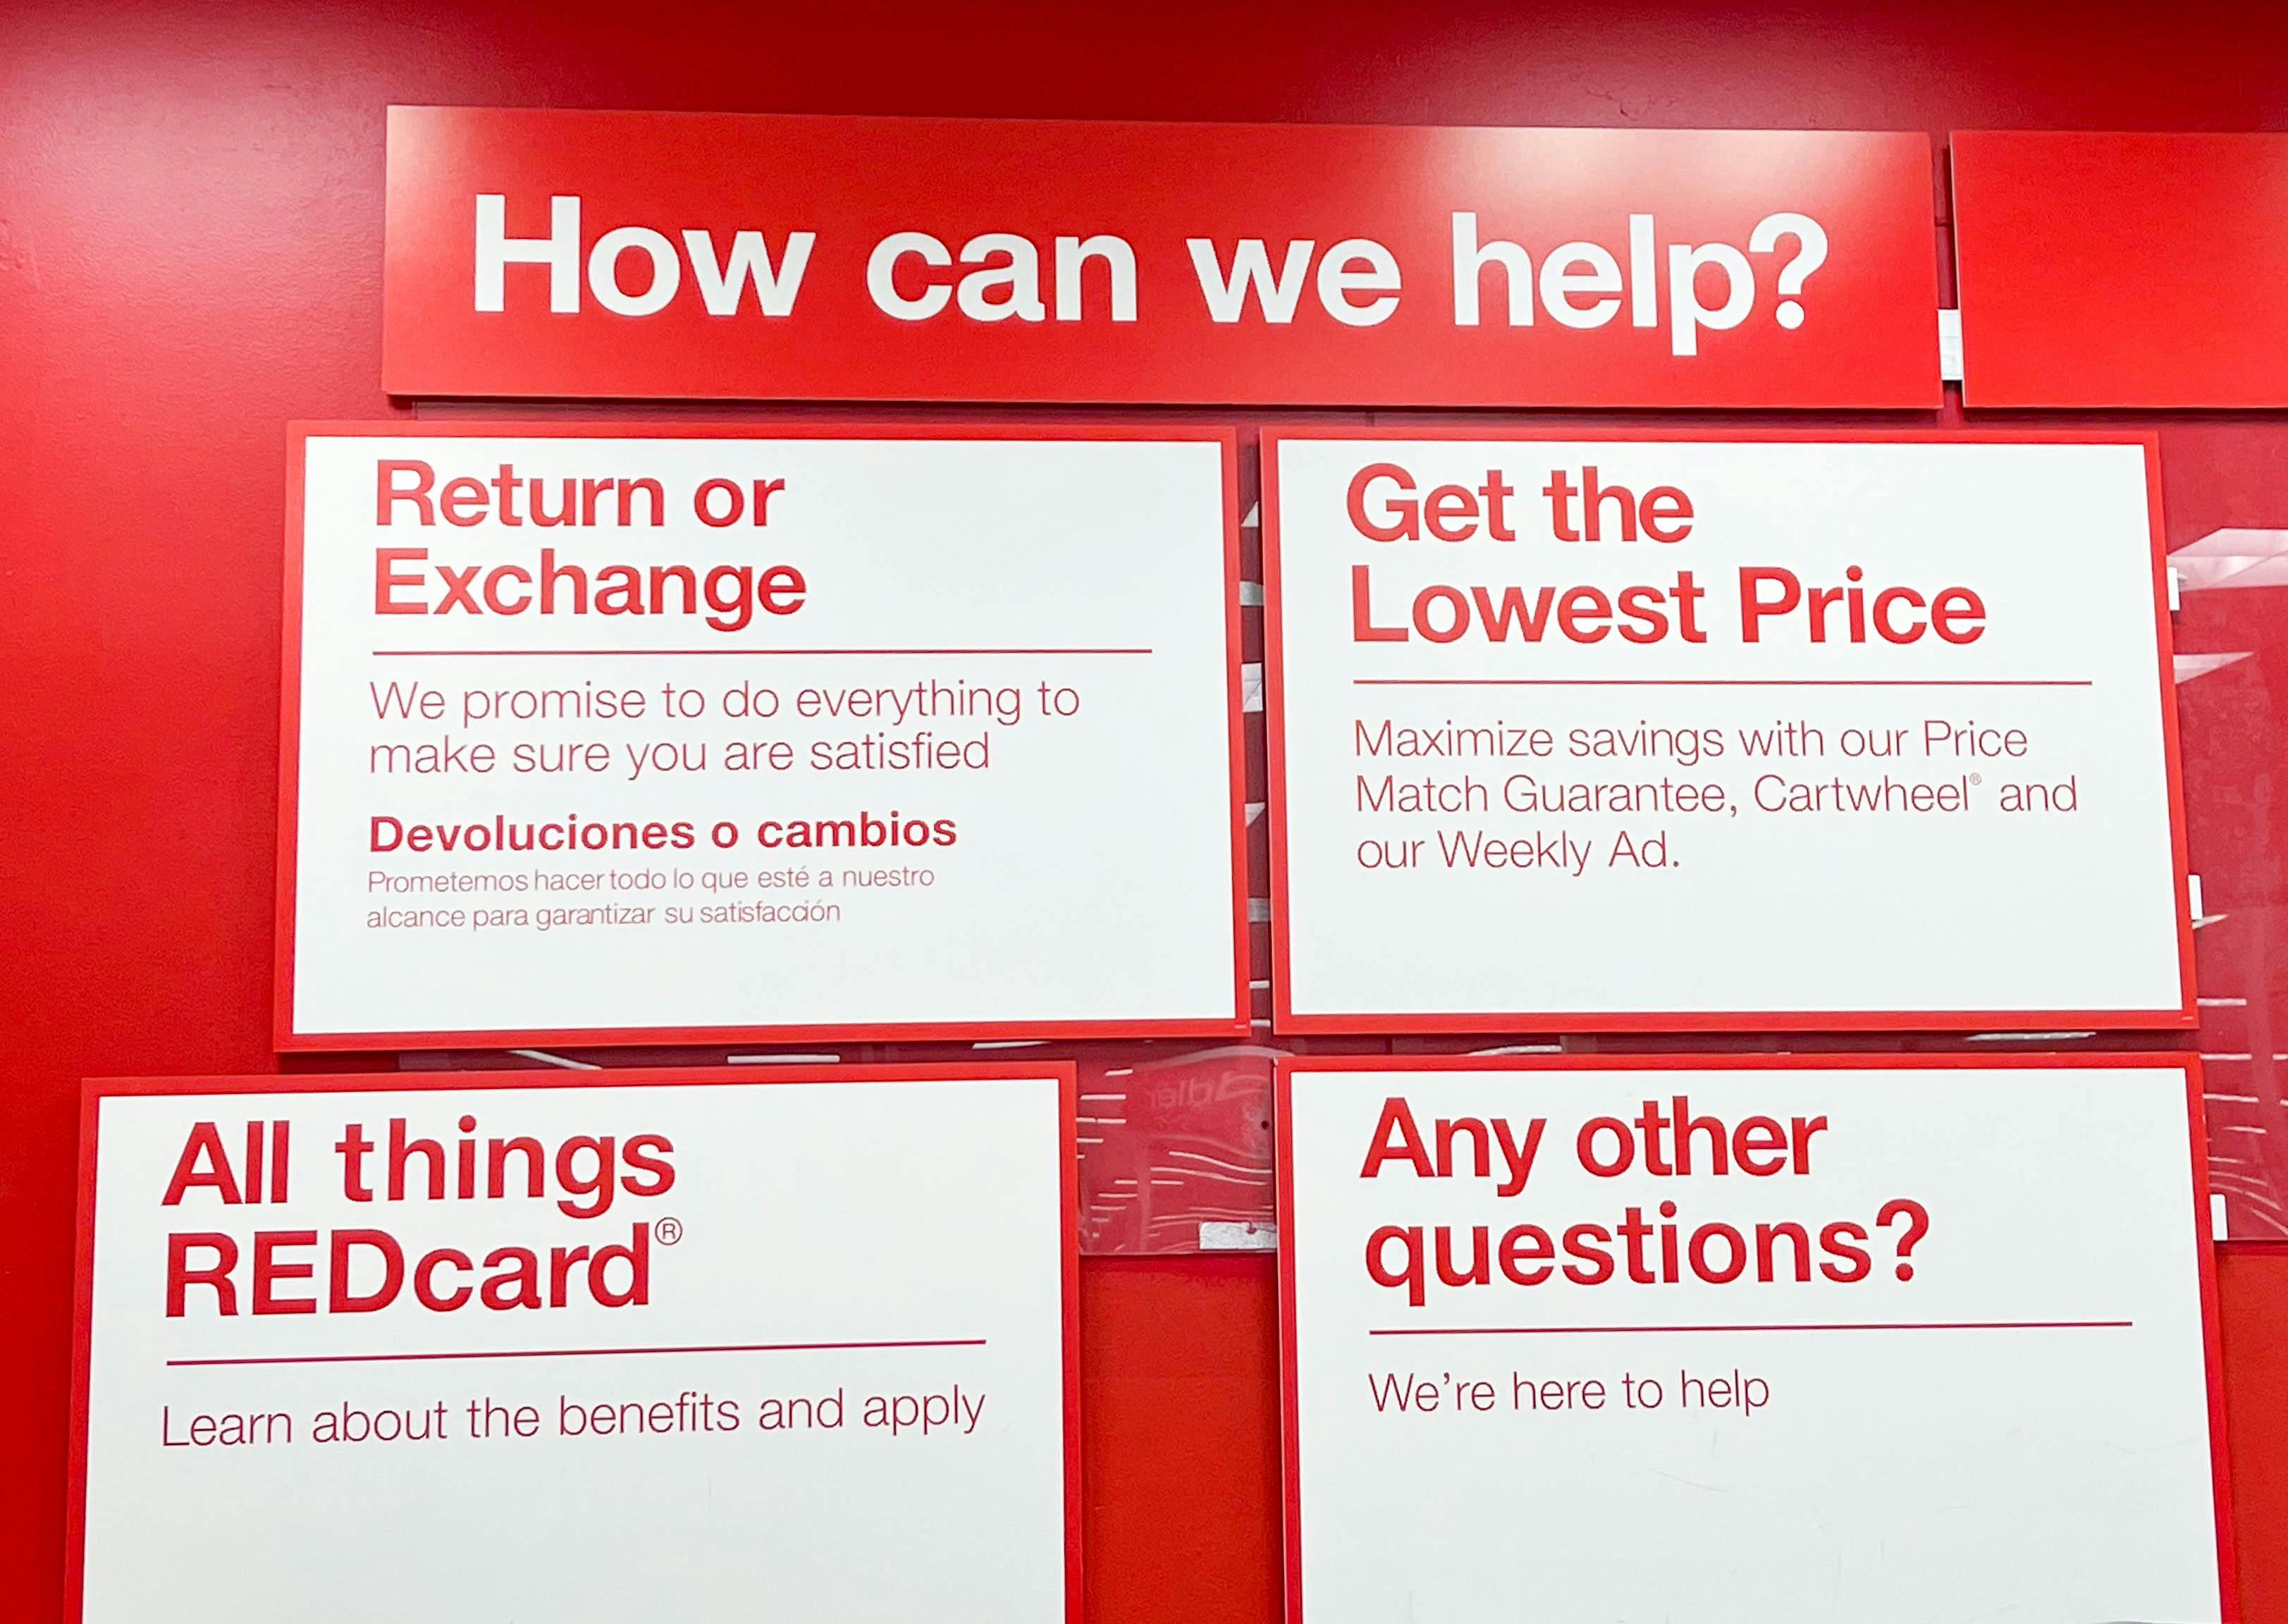 How can we help?
Return or
Exchange
We promise to do everything to
make sure you are satisfied
Devoluciones o cambios
Prometemos hacer todo lo que esté a nuestro
alcance para garantizar su satisfacción
Get the
Lowest Price
Maximize savings with our Price
Match Guarantee, Cartwheel® and
our Weekly Ad.
All things
REDcard®
Learn about the benefits and apply
Any other
questions?
We're here to help